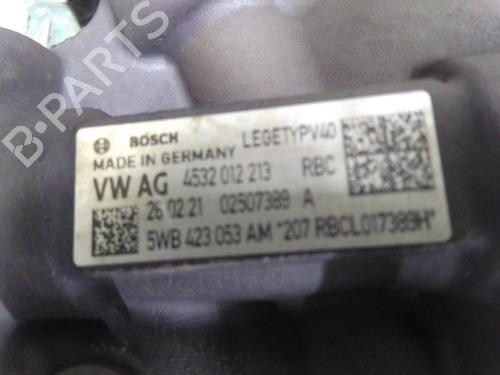 BOSCH LEGETYPV40
MADE IN GERMANY
VW AG 4532 012 213 RBC
26.02.21 02507389 A
5WB 423 053 AM *207 RBCL017389H*
B-PARTS